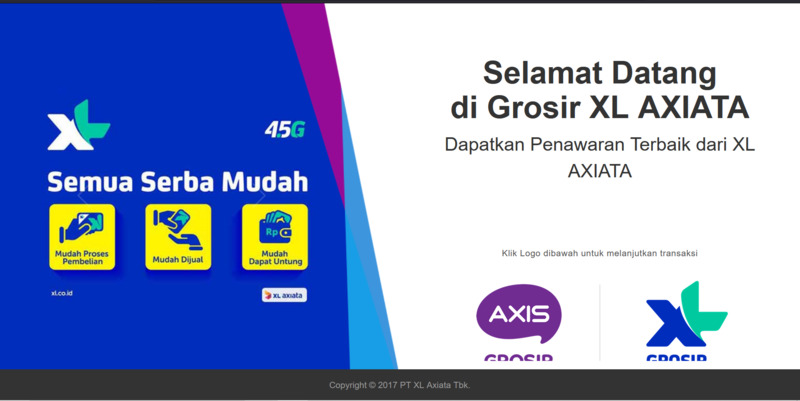 XL
4.5G
Semua Serba Mudah
Mudah Proses
Pembelian
Mudah Dijual
Rp
Mudah
Dapat Untung
xl.co.id
XL axiata
Selamat Datang
di Grosir XL AXIATA
Dapatkan Penawaran Terbaik dari XL
AXIATA
Klik Logo dibawah untuk melanjutkan transaksi
AXIS
GROSIR
XL
GROSIR
Copyright © 2017 PT XL Axiata Tbk.